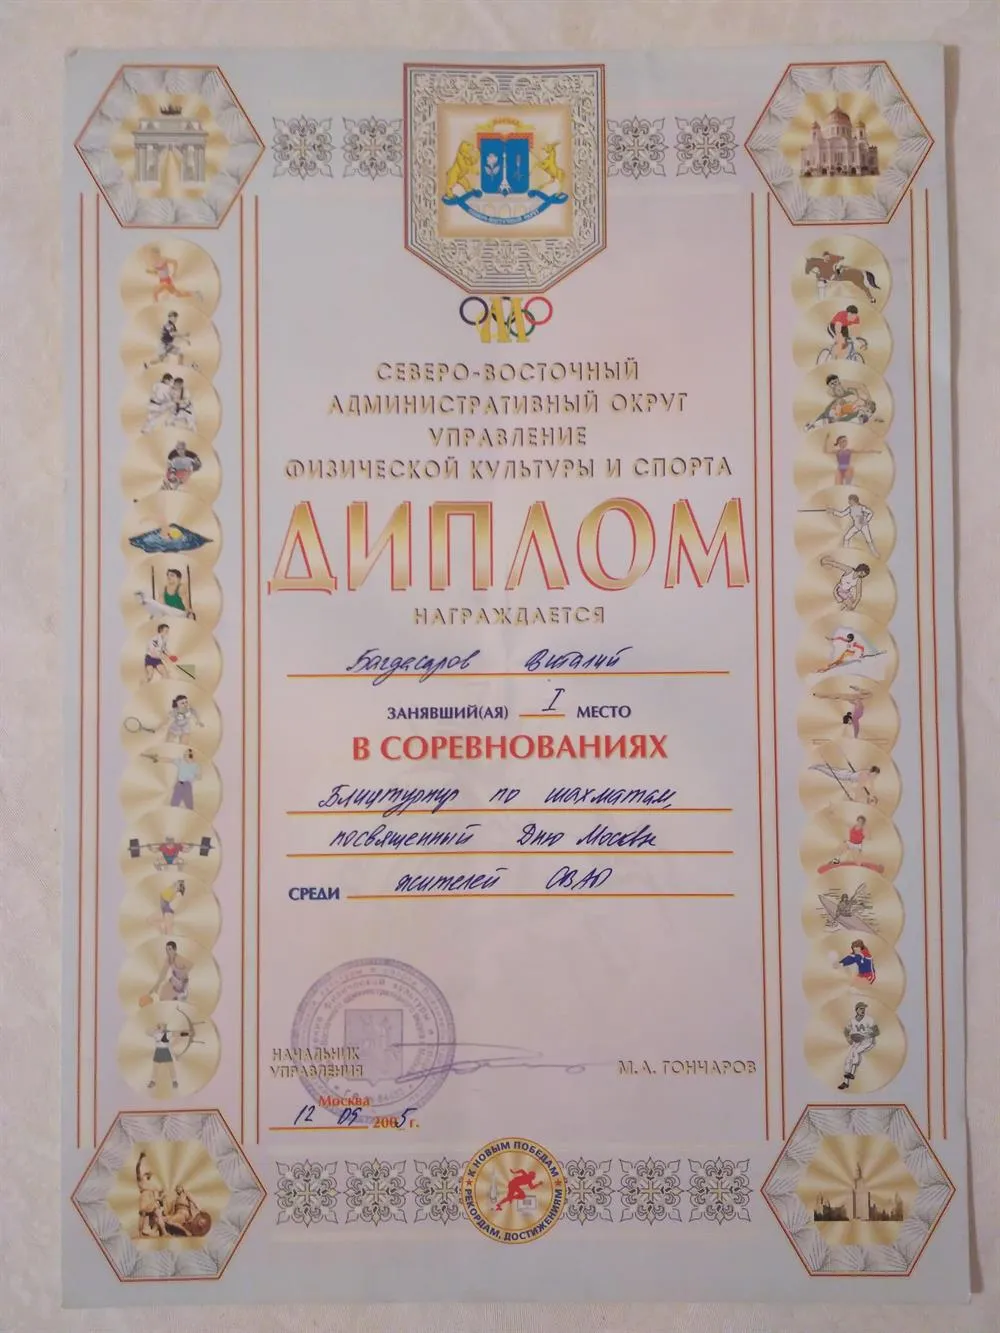 СЕВЕРО-ВОСТОЧНЫЙ
АДМИНИСТРАТИВНЫЙ ОКРУГ
УПРАВЛЕНИЕ
ФИЗИЧЕСКОЙ КУЛЬТУРЫ И СПОРТА
ДИПЛОМ
НАГРАЖДАЕТСЯ
Багдасаров Виталий
ЗАНЯВШИЙ(АЯ) I МЕСТО
В СОРЕВНОВАНИЯХ
Блицтурнир по шахматам,
посвященный Дню Москвы
СРЕДИ жителей СВАО
НАЧАЛЬНИК
УПРАВЛЕНИЯ
М.А. ГОНЧАРОВ
Москва
12 09 2005 г.
К НОВЫМ ПОБЕДАМ
РЕКОРДАМ, ДОСТИЖЕНИЯМ